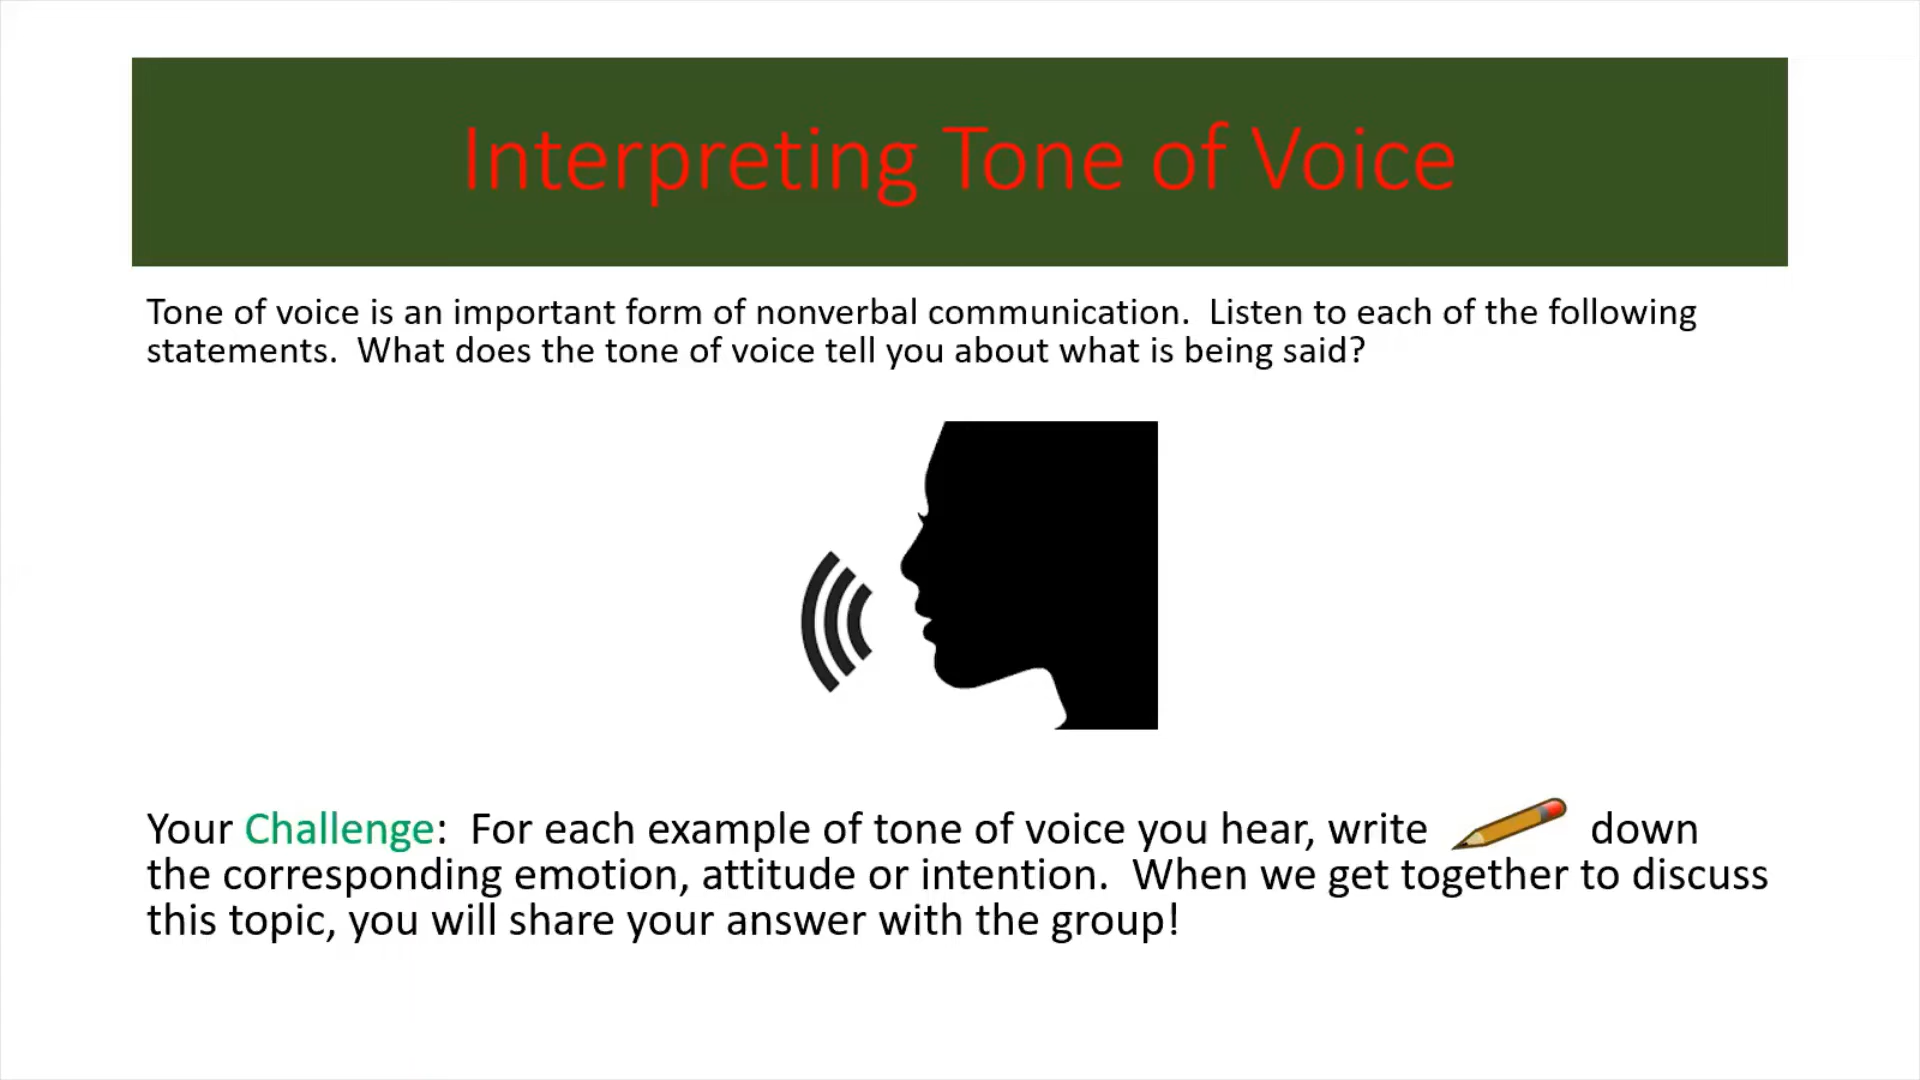 Interpreting Tone of Voice
Tone of voice is an important form of nonverbal communication.  Listen to each of the following
statements.  What does the tone of voice tell you about what is being said?
Your Challenge:  For each example of tone of voice you hear, write down
the corresponding emotion, attitude or intention.  When we get together to discuss
this topic, you will share your answer with the group!